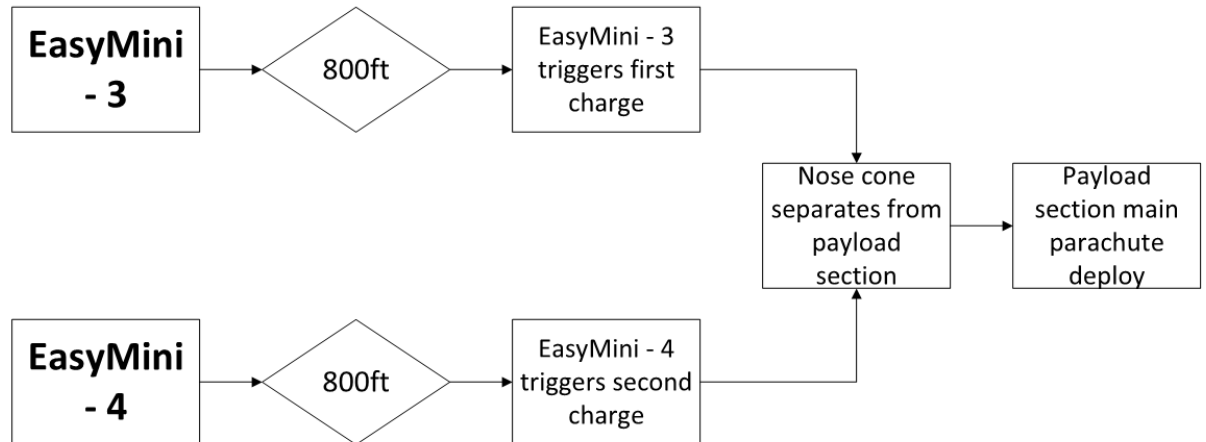 EasyMini
- 3
800ft
EasyMini - 3
triggers first
charge
Nose cone
separates from
payload
section
Payload
section main
parachute
deploy
EasyMini
- 4
800ft
EasyMini - 4
triggers second
charge